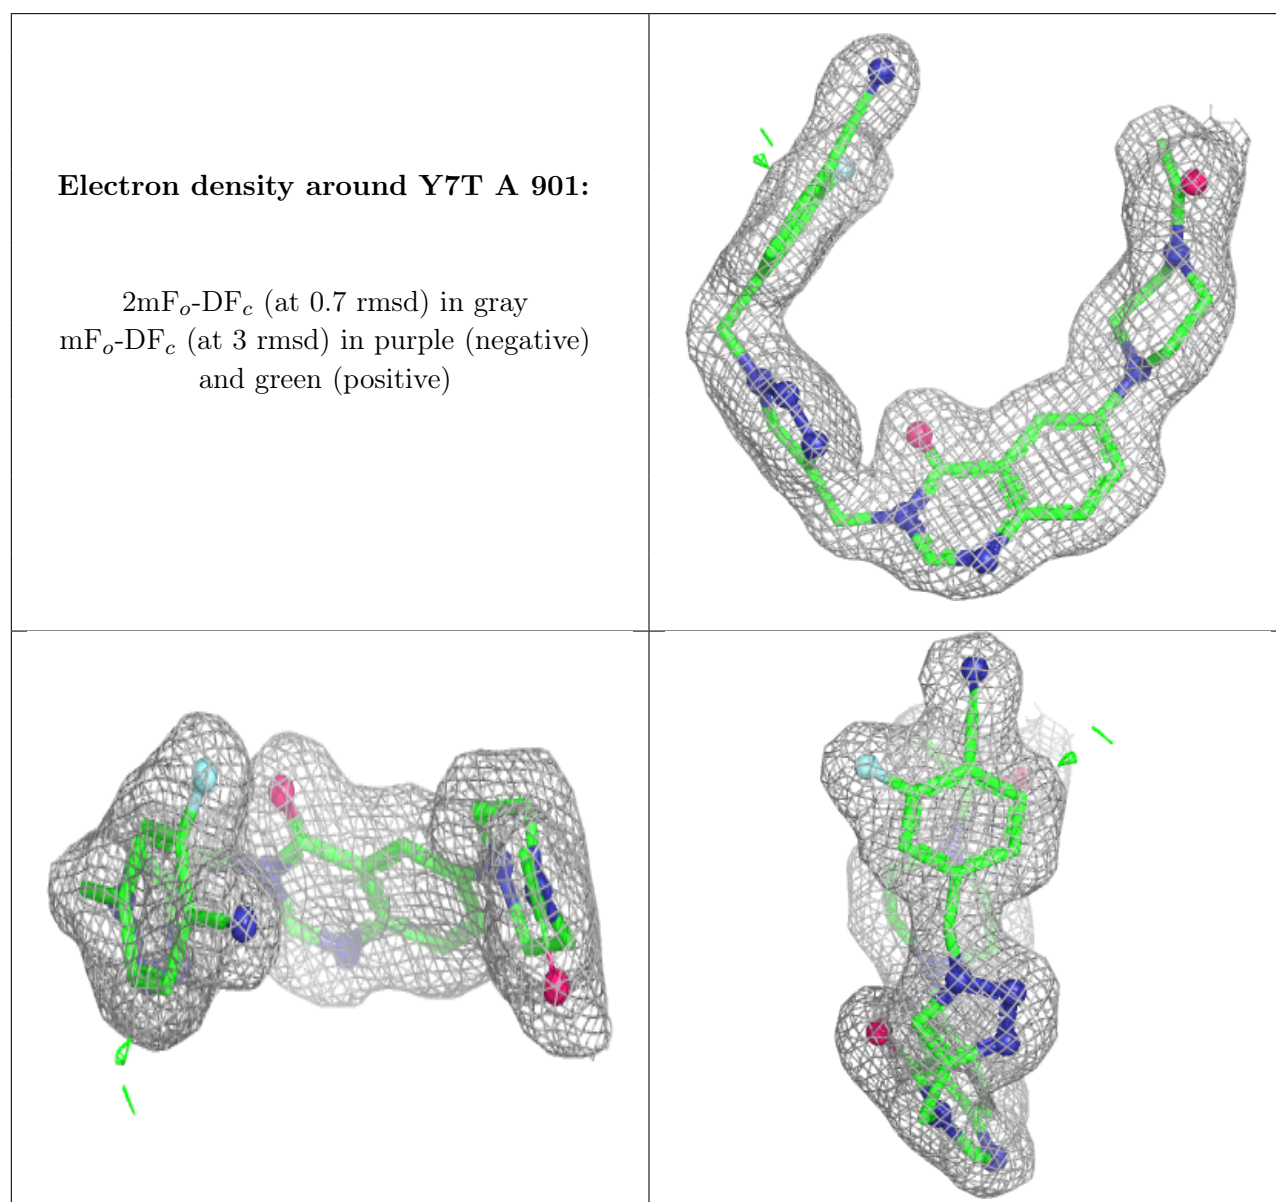 Electron density around Y7T A 901:
2mFo-DFc (at 0.7 rmsd) in gray
mFo-DFc (at 3 rmsd) in purple (negative)
and green (positive)